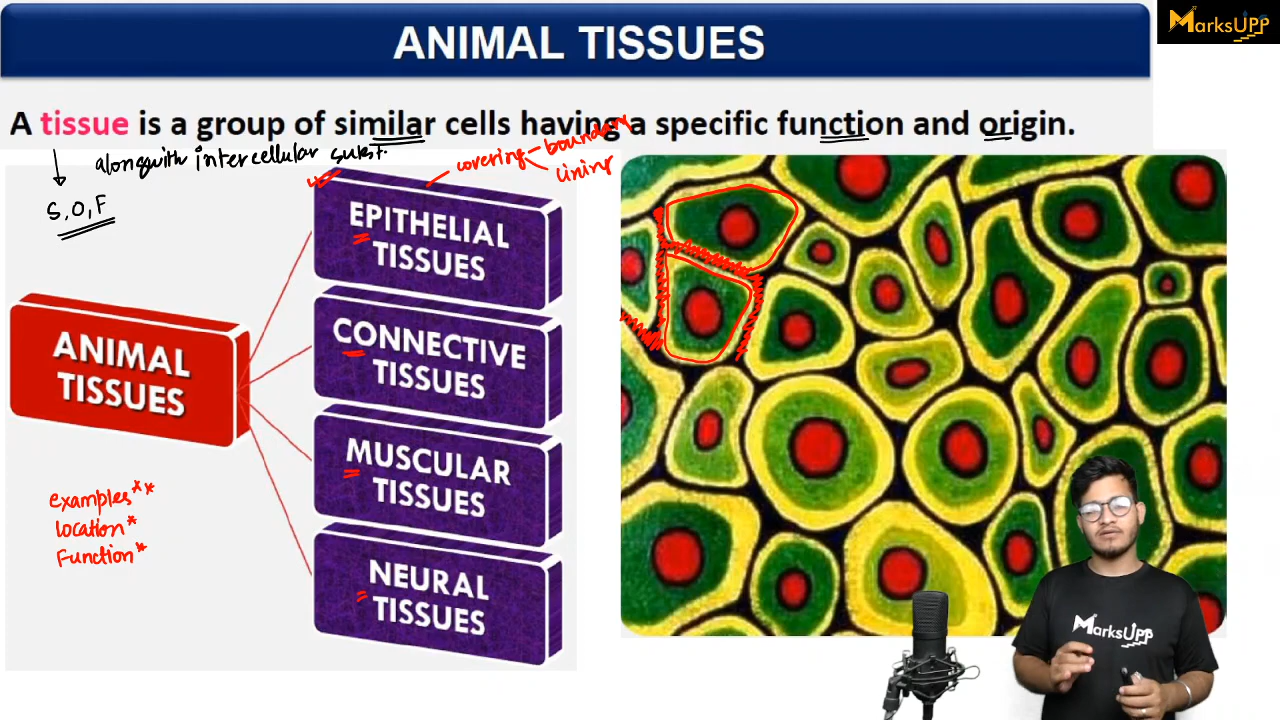 ANIMAL TISSUES
MARKSUPP
A tissue is a group of similar cells having a specific function and origin.
alongwith intercellular subst.
S, O, F
covering
boundary
lining
EPITHELIAL
TISSUES
CONNECTIVE
TISSUES
ANIMAL
TISSUES
MUSCULAR
TISSUES
examples**
location*
Function*
NEURAL
TISSUES
MARKSUPP